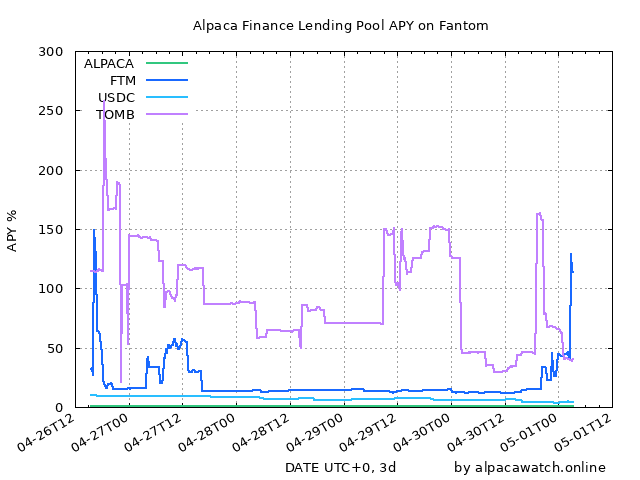 Alpaca Finance Lending Pool APY on Fantom
300
250
200
150
100
50
0
APY %
ALPACA
FTM
USDC
TOMB
04-26T12
04-27T00
04-27T12
04-28T00
04-28T12
04-29T00
04-29T12
04-30T00
04-30T12
05-01T00
05-01T12
DATE UTC+0, 3d
by alpacawatch.online